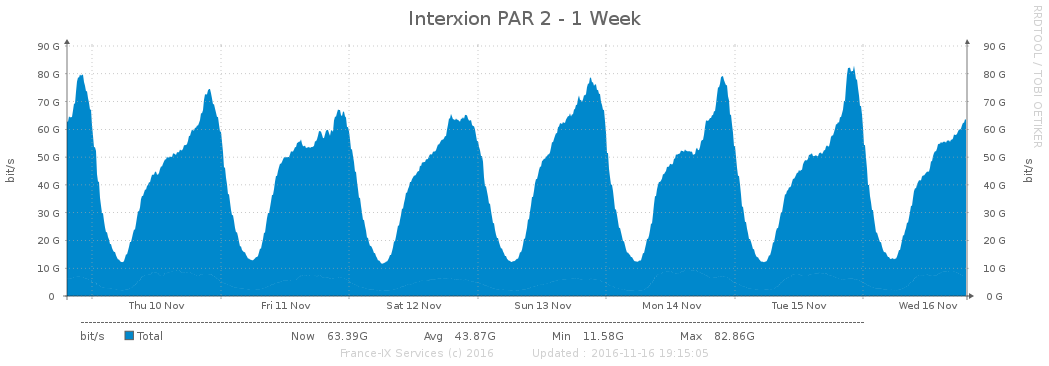 Interxion PAR 2 - 1 Week
RRDTOOL / TOBI OETIKER
bit/s
90 G 90 G
80 G 80 G
70 G 70 G
60 G 60 G
50 G 50 G
40 G 40 G
30 G 30 G
20 G 20 G
10 G 10 G
0 0 G
bit/s
Thu 10 Nov Fri 11 Nov Sat 12 Nov Sun 13 Nov Mon 14 Nov Tue 15 Nov Wed 16 Nov
bit/s Total Now 63.39G Avg 43.87G Min 11.58G Max 82.86G
France-IX Services (c) 2016 Updated : 2016-11-16 19:15:05